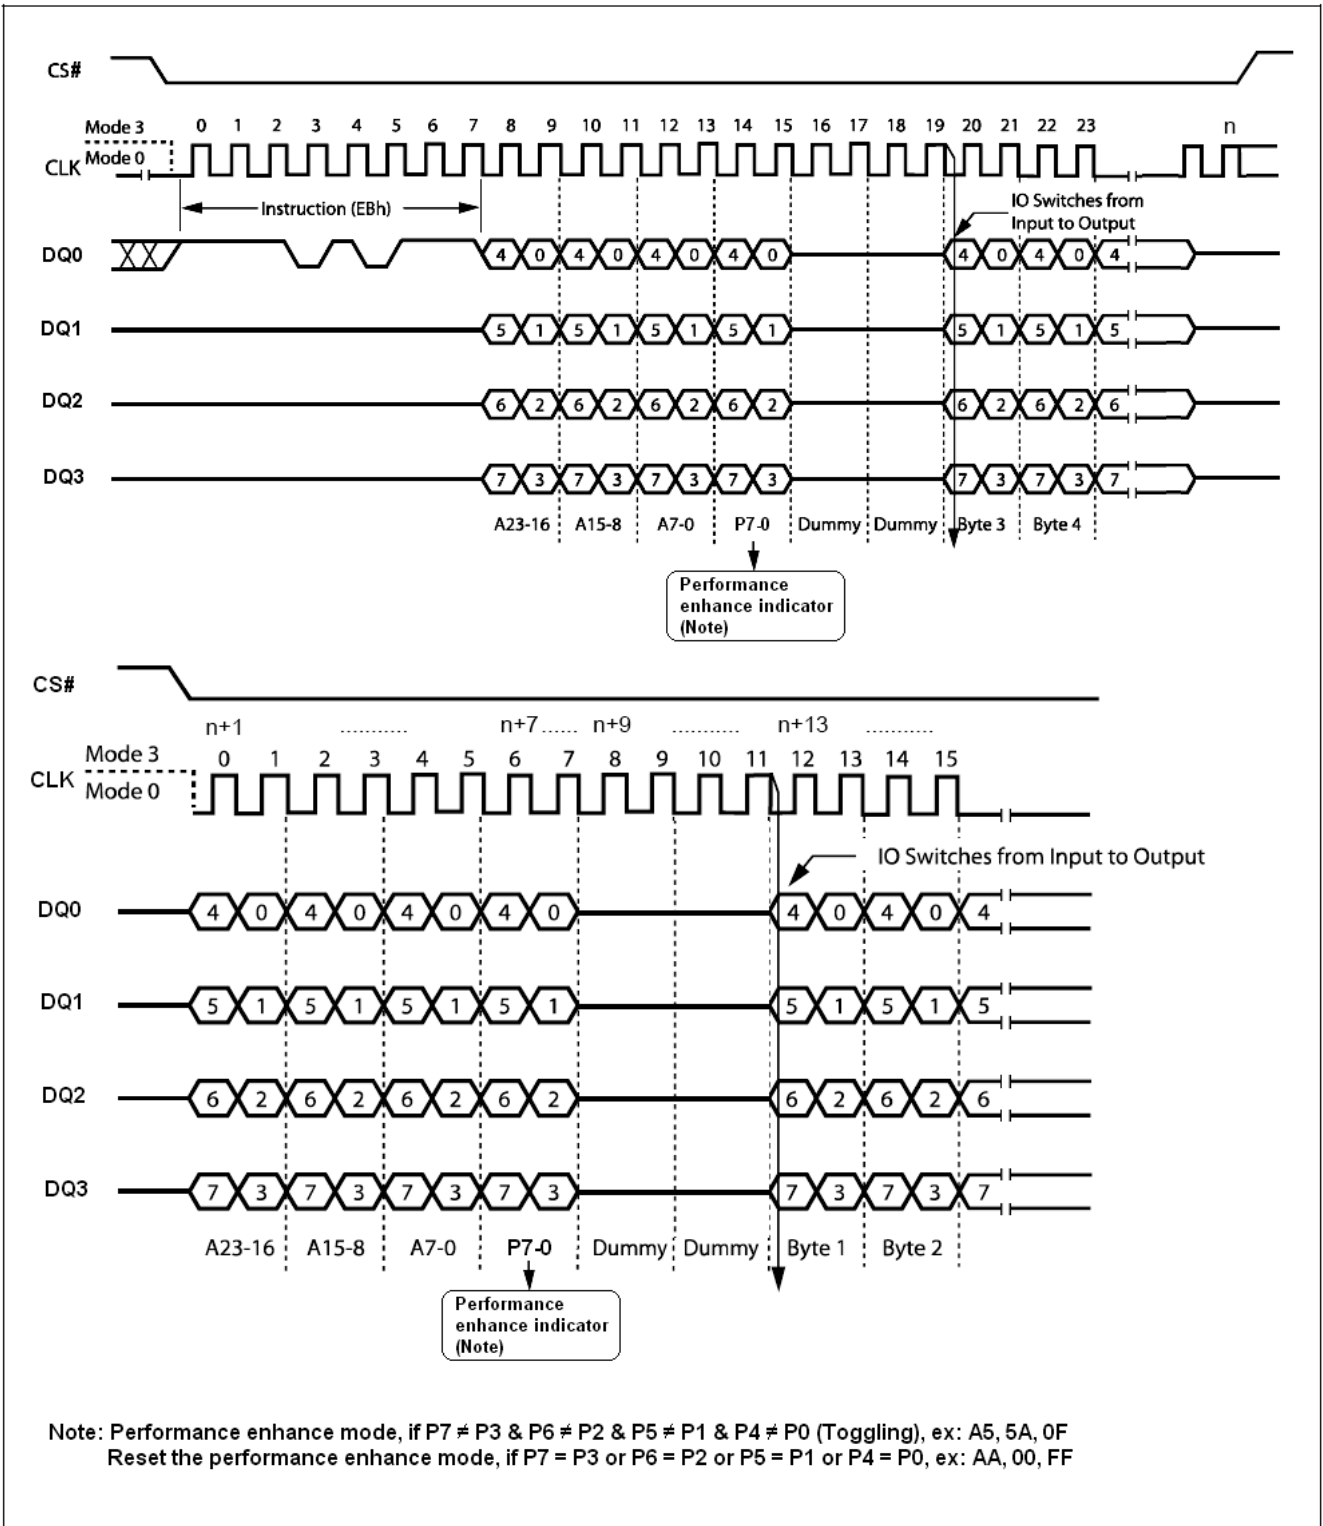 CS#
Mode 3
0 1 2 3 4 5 6 7 8 9 10 11 12 13 14 15 16 17 18 19 20 21 22 23 n
CLK Mode 0
Instruction (EBh)
IO Switches from
Input to Output
DQ0 4 0 4 0 4 0 4 0 4 0 4 0 4
DQ1 5 1 5 1 5 1 5 1 5 1 5 1 5
DQ2 6 2 6 2 6 2 6 2 6 2 6 2 6
DQ3 7 3 7 3 7 3 7 3 7 3 7 3 7
A23-16 A15-8 A7-0 P7-0 Dummy Dummy Byte 3 Byte 4
Performance
enhance indicator
(Note)
CS#
n+1 ........... n+7 ...... n+9 ........... n+13 ...........
Mode 3 0 1 2 3 4 5 6 7 8 9 10 11 12 13 14 15
CLK
Mode 0
IO Switches from Input to Output
DQ0 4 0 4 0 4 0 4 0 4 0 4 0 4
DQ1 5 1 5 1 5 1 5 1 5 1 5 1 5
DQ2 6 2 6 2 6 2 6 2 6 2 6 2 6
DQ3 7 3 7 3 7 3 7 3 7 3 7 3 7
A23-16 A15-8 A7-0 P7-0 Dummy Dummy Byte 1 Byte 2
Performance
enhance indicator
(Note)
Note: Performance enhance mode, if P7 ≠ P3 & P6 ≠ P2 & P5 ≠ P1 & P4 ≠ P0 (Toggling), ex: A5, 5A, 0F
Reset the performance enhance mode, if P7 = P3 or P6 = P2 or P5 = P1 or P4 = P0, ex: AA, 00, FF